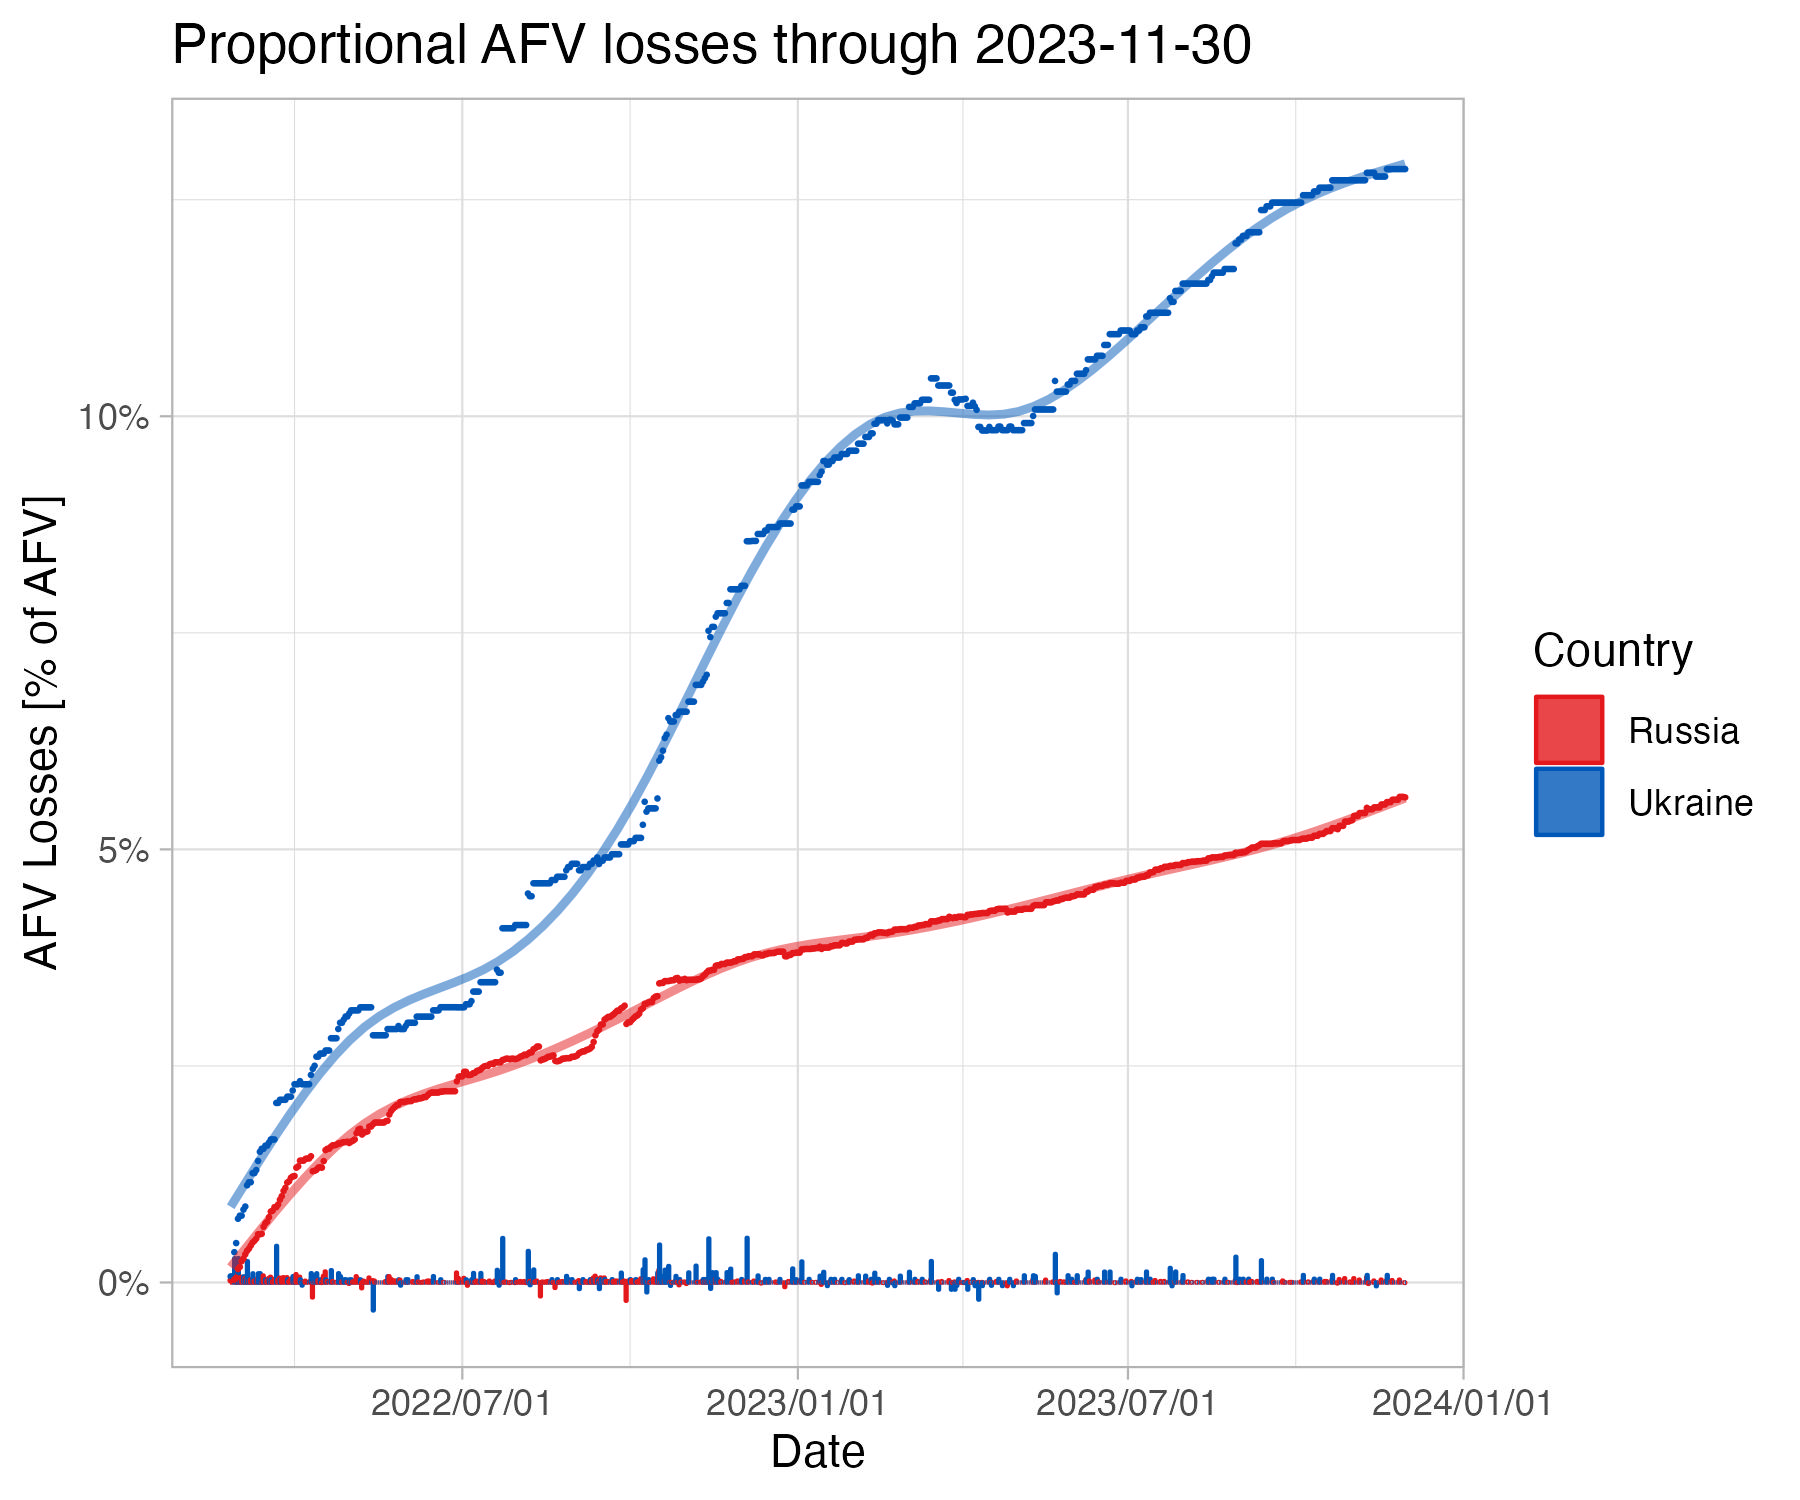 Proportional AFV losses through 2023-11-30
AFV Losses [% of AFV]
10%
5%
0%
2022/07/01
2023/01/01
2023/07/01
2024/01/01
Date
Country
Russia
Ukraine